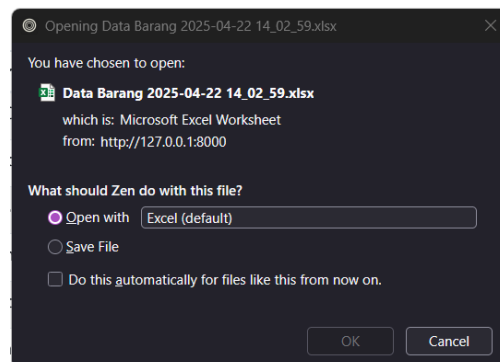 Opening Data Barang 2025-04-22 14_02_59.xlsx
You have chosen to open:
Data Barang 2025-04-22 14_02_59.xlsx
which is: Microsoft Excel Worksheet
from: http://127.0.0.1:8000
What should Zen do with this file?
Open with Excel (default)
Save File
Do this automatically for files like this from now on.
OK Cancel